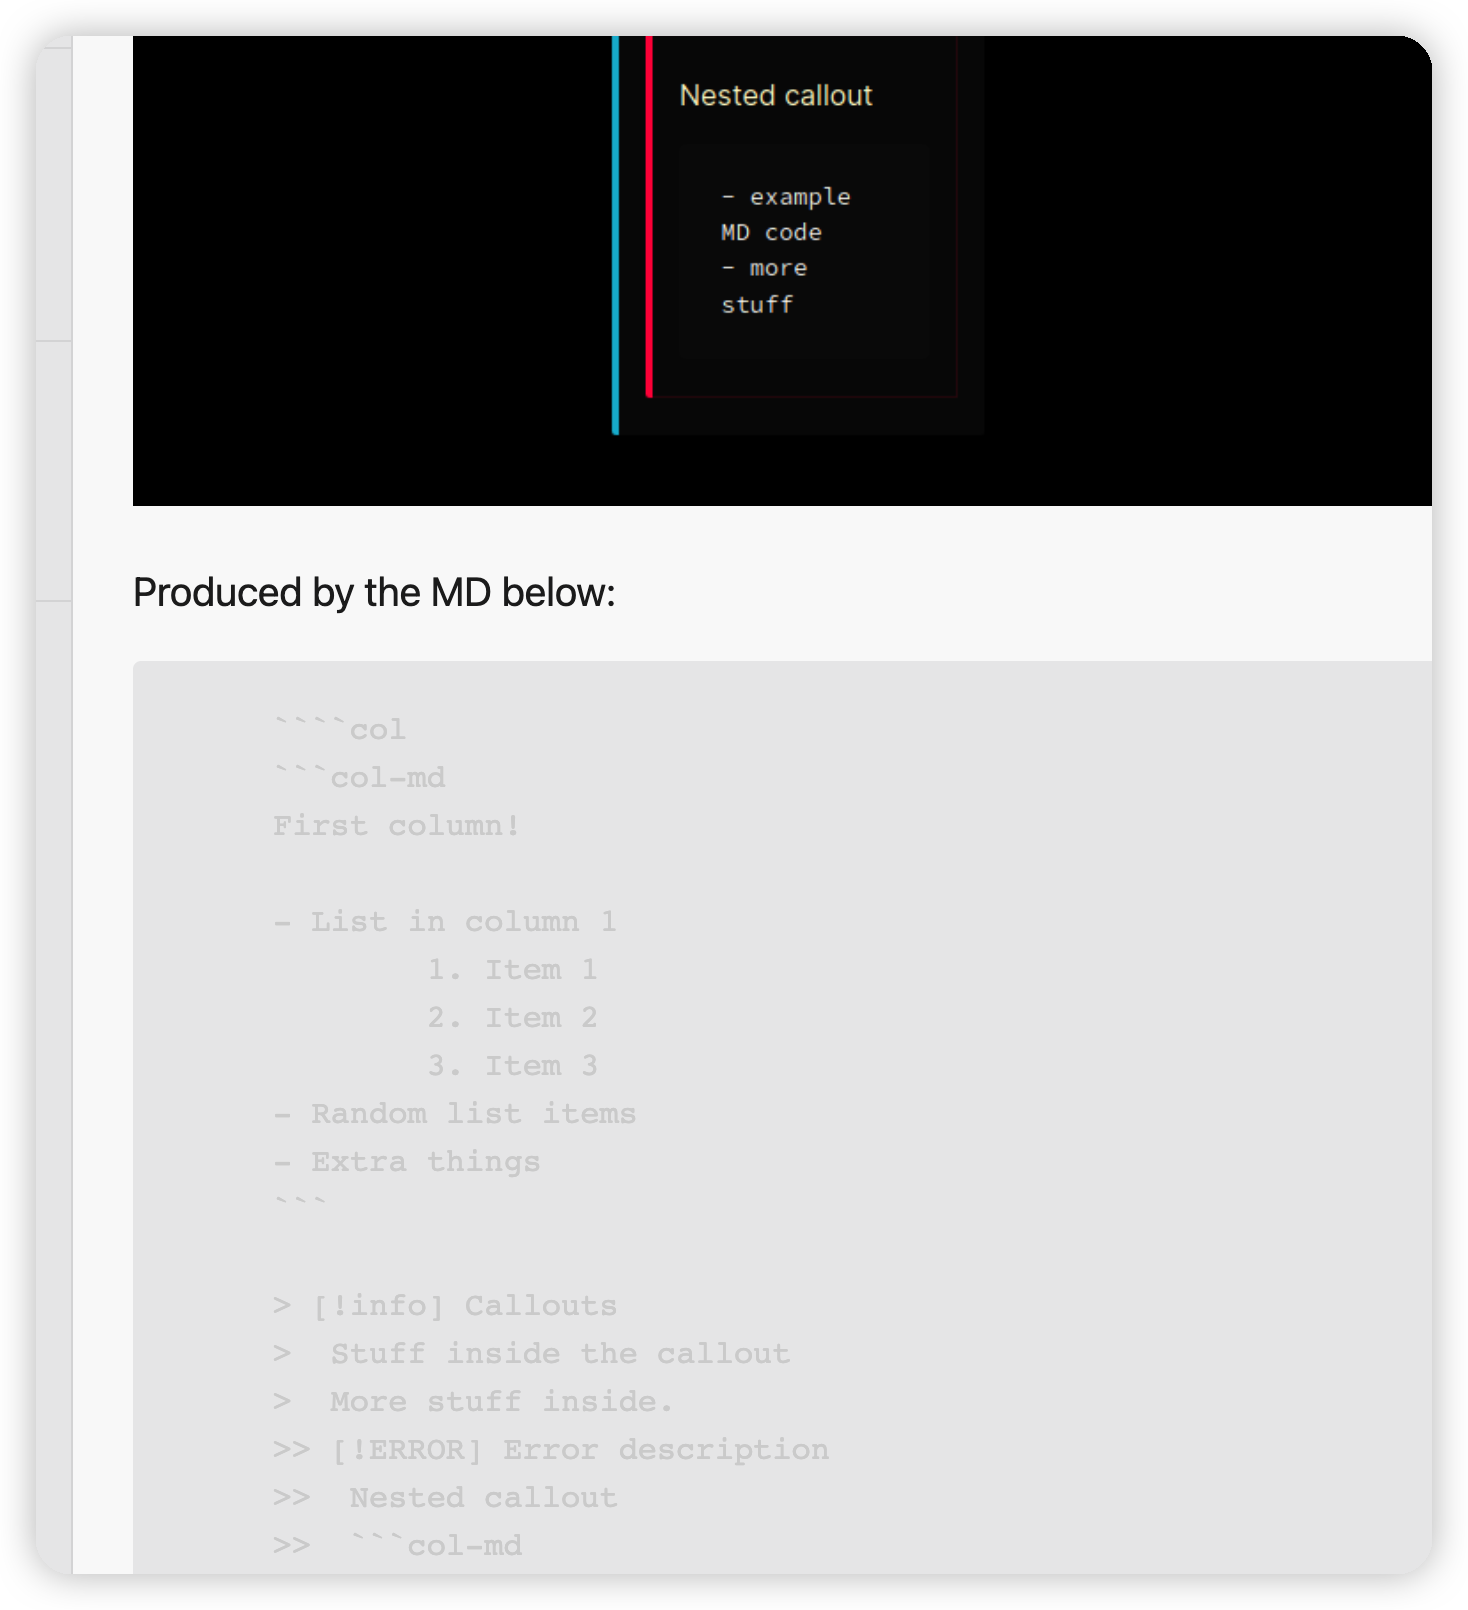 Nested callout
- example
MD code
- more
stuff
Produced by the MD below:
````col
```col-md
First column!

- List in column 1
        1. Item 1
        2. Item 2
        3. Item 3
- Random list items
- Extra things
```

> [!info] Callouts
>  Stuff inside the callout
>  More stuff inside.
>> [!ERROR] Error description
>>  Nested callout
>>  ```col-md